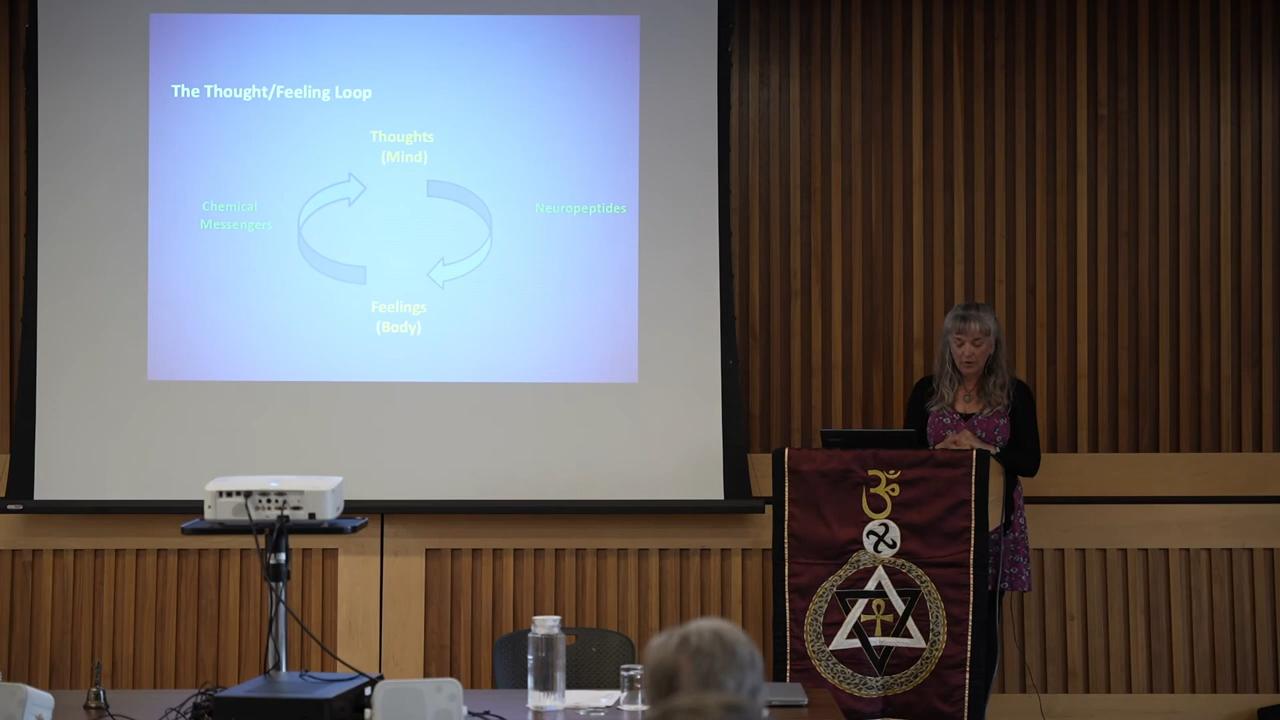 The Thought/Feeling Loop
Thoughts
(Mind)
Chemical
Messengers
Neuropeptides
Feelings
(Body)
ॐ